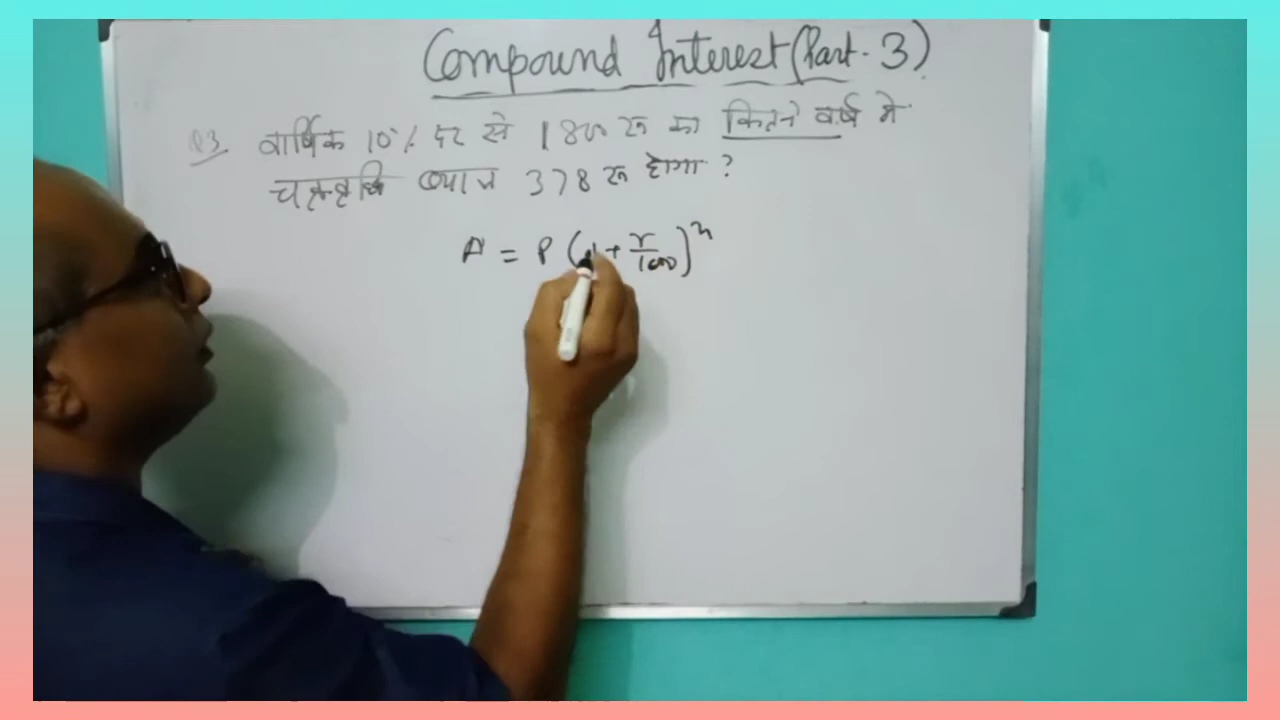 Compound Interest (Part-3)
Q3. वार्षिक 10% दर से 1800 रू का कितने वर्ष मे
चक्रवृद्धि ब्याज 378 रू होगा ?
A = P (1 + r/100)^n